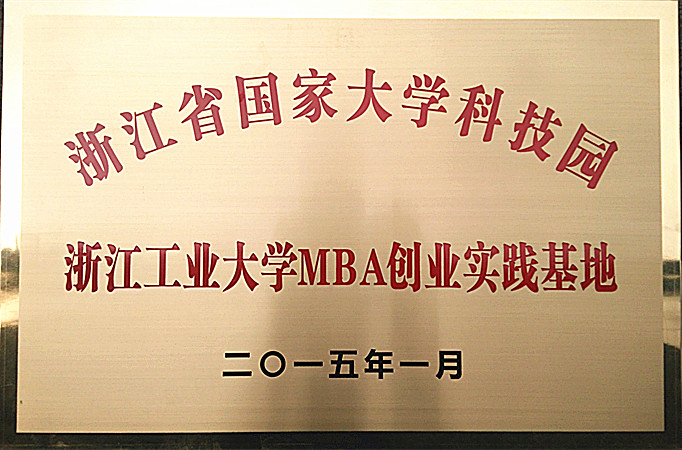 浙江省国家大学科技园
浙江工业大学MBA创业实践基地
二〇一五年一月